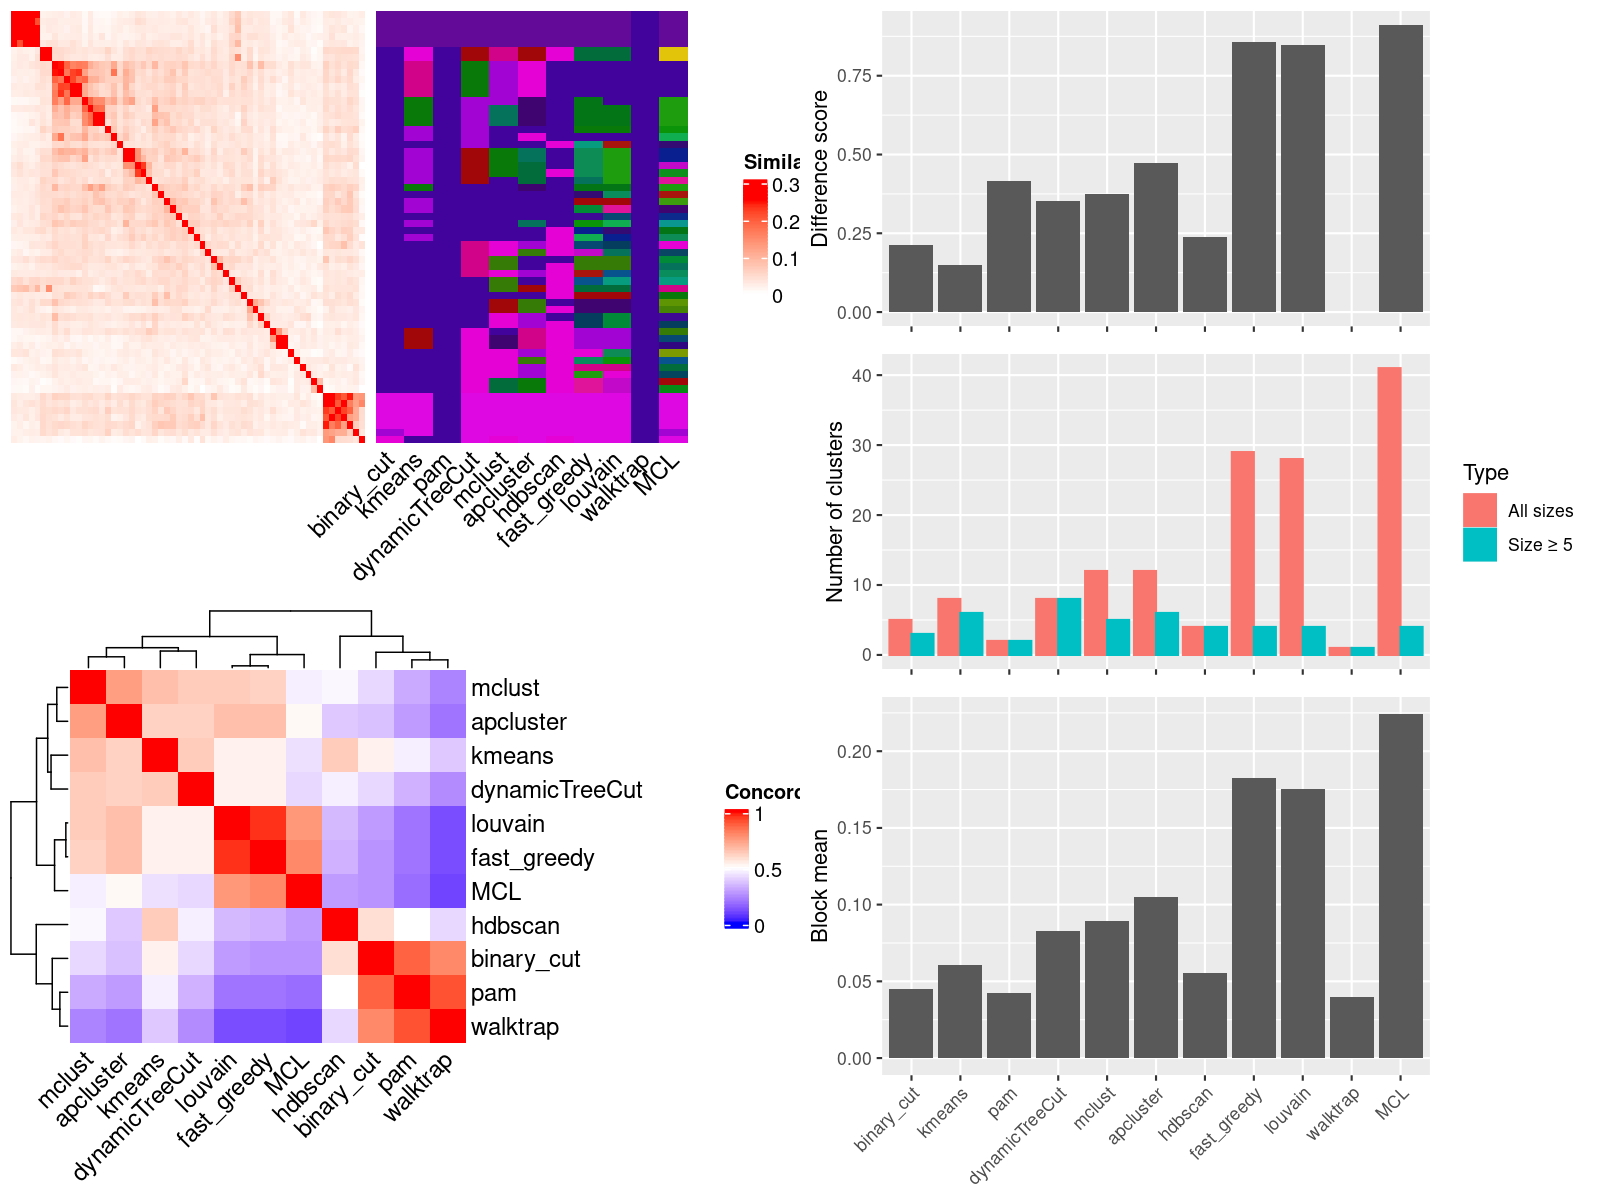 Simila
0.3
0.2
0.1
0
binary_cut
kmeans
pam
dynamicTreeCut
mclust
apcluster
hdbscan
fast_greedy
louvain
walktrap
MCL
mclust
apcluster
kmeans
dynamicTreeCut
louvain
fast_greedy
MCL
hdbscan
binary_cut
pam
walktrap
Concord
1
0.5
0
mclust
apcluster
kmeans
dynamicTreeCut
louvain
fast_greedy
MCL
hdbscan
binary_cut
pam
walktrap
Difference score
0.75
0.50
0.25
0.00
Number of clusters
40
30
20
10
0
Type
All sizes
Size ≥ 5
Block mean
0.20
0.15
0.10
0.05
0.00
binary_cut
kmeans
pam
dynamicTreeCut
mclust
apcluster
hdbscan
fast_greedy
louvain
walktrap
MCL